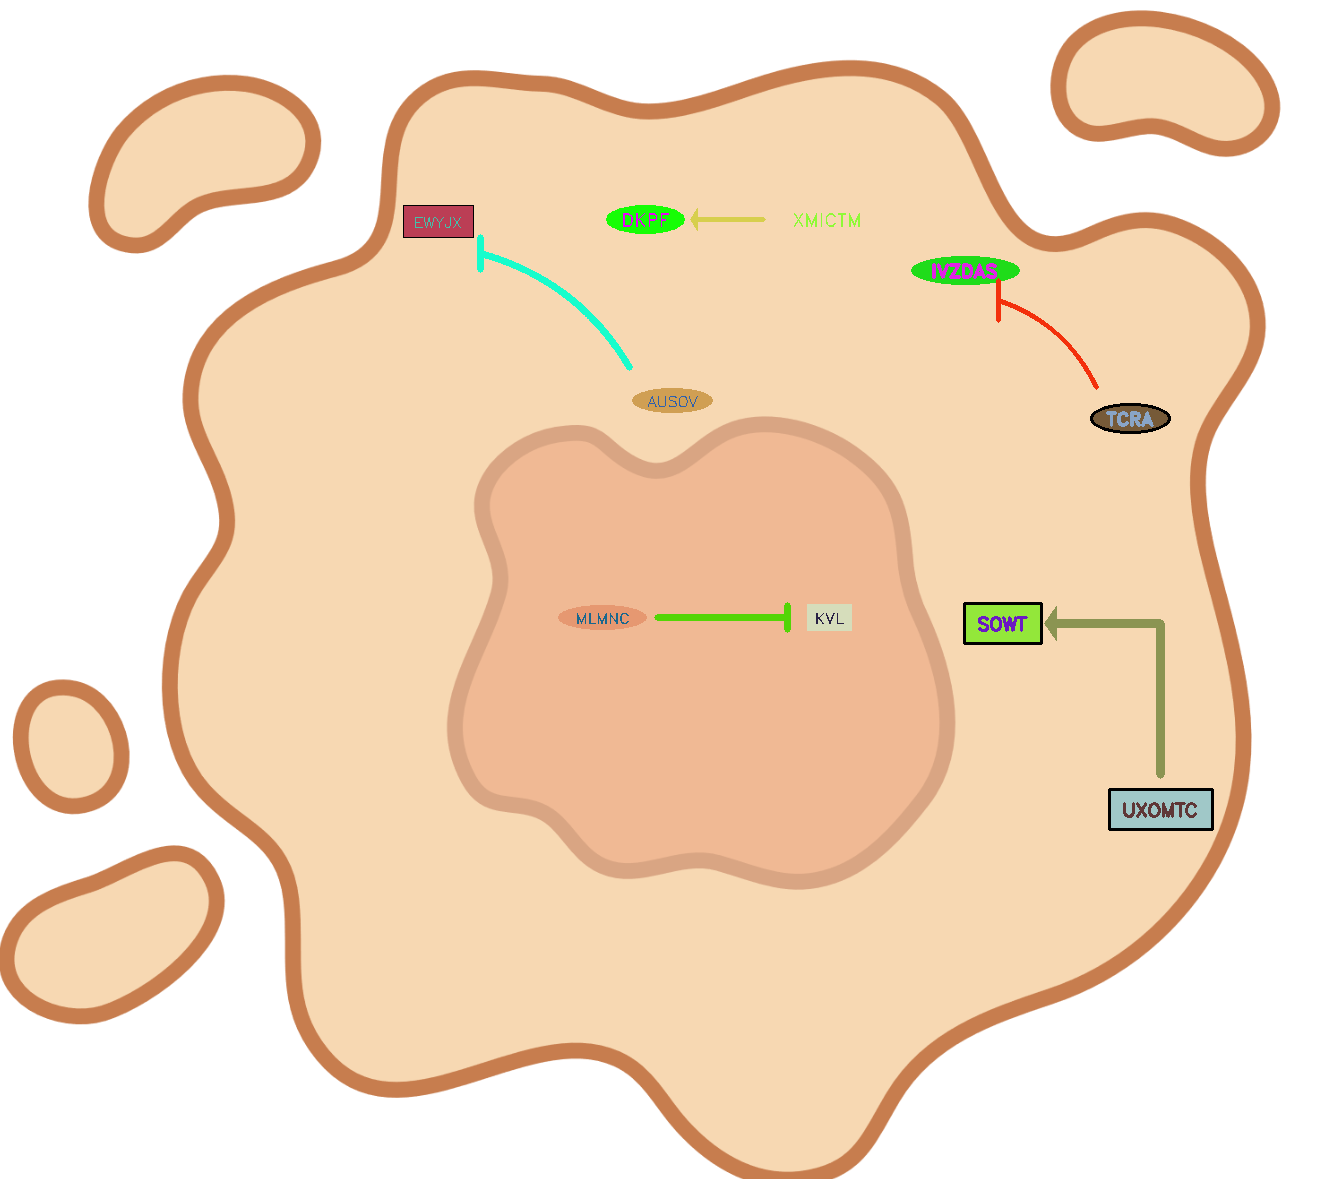 EWYJX
DKPF
XMICTM
IVZDAS
AUSOV
TCRA
MLMNC
KVL
SOWT
UXOMTC